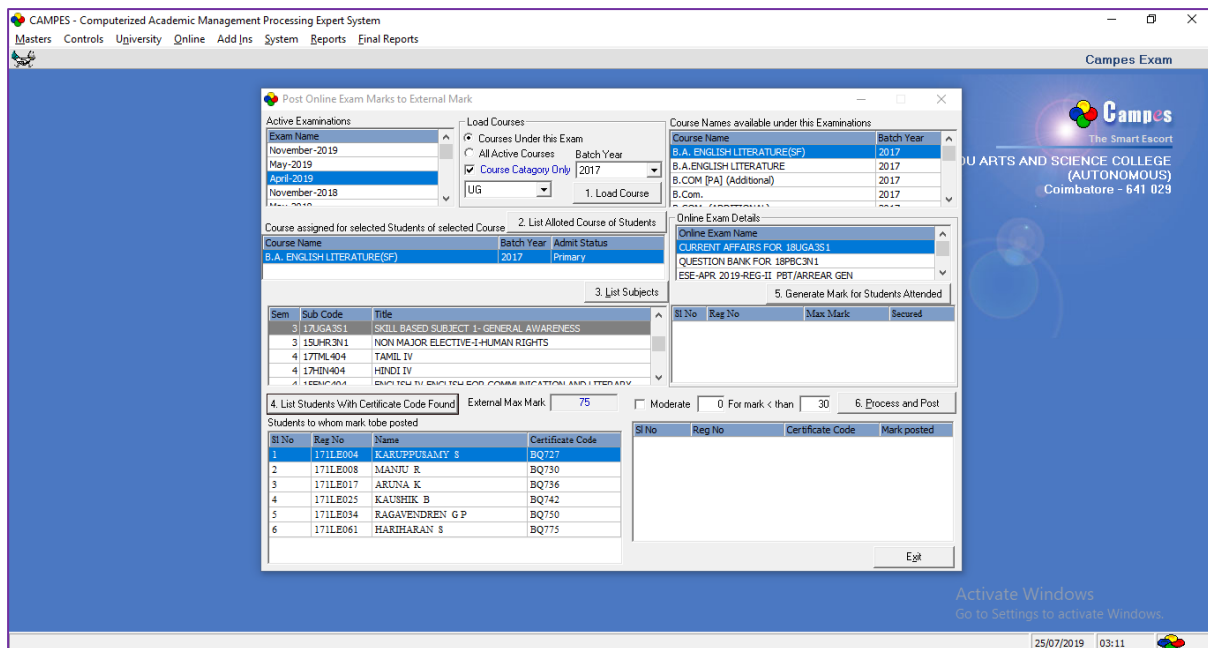 CAMPES - Computerized Academic Management Processing Expert System
Masters Controls University Online Add Ins System Reports Final Reports
Campes Exam
Post Online Exam Marks to External Mark
Active Examinations
Exam Name
November-2019
May-2019
April-2019
November-2018
Load Courses
Courses Under this Exam
All Active Courses Batch Year
Course Catagory Only 2017
UG 1. Load Course
Course Names available under this Examinations
Course Name Batch Year
B.A. ENGLISH LITERATURE(SF) 2017
B.A.ENGLISH LITERATURE 2017
B.COM [PA] (Additional) 2017
B.Com. 2017
Campes
The Smart Escort
DU ARTS AND SCIENCE COLLEGE
(AUTONOMOUS)
Coimbatore - 641 029
Course assigned for selected Students of selected Course 2. List Alloted Course of Students
Course Name Batch Year Admit Status
B.A. ENGLISH LITERATURE(SF) 2017 Primary
3. List Subjects
Online Exam Details
Online Exam Name
CURRENT AFFAIRS FOR 18UGA3S1
QUESTION BANK FOR 18PBC3N1
ESE-APR 2019-REG-II PBT/ARREAR GEN
5. Generate Mark for Students Attended
Sem Sub Code Title
3 17UGA3S1 SKILL BASED SUBJECT 1- GENERAL AWARENESS
3 15UHR3N1 NON MAJOR ELECTIVE-I-HUMAN RIGHTS
4 17TML404 TAMIL IV
4 17HIN404 HINDI IV
Sl No Reg No Max Mark Secured
4. List Students With Certificate Code Found External Max Mark 75
Moderate 0 For mark < than 30 6. Process and Post
Students to whom mark tobe posted
Sl No Reg No Name Certificate Code
1 171LE004 KARUPPUSAMY S BQ727
2 171LE008 MANJU R BQ730
3 171LE017 ARUNA K BQ736
4 171LE025 KAUSHIK B BQ742
5 171LE034 RAGAVENDREN G P BQ750
6 171LE061 HARIHARAN S BQ775
Sl No Reg No Certificate Code Mark posted
Exit
Activate Windows
Go to Settings to activate Windows.
25/07/2019 03:11